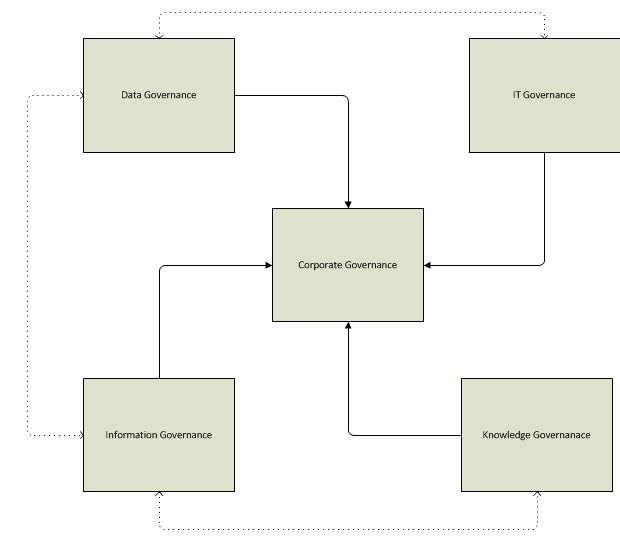 Data Governance
IT Governance
Corporate Governance
Information Governance
Knowledge Governanace